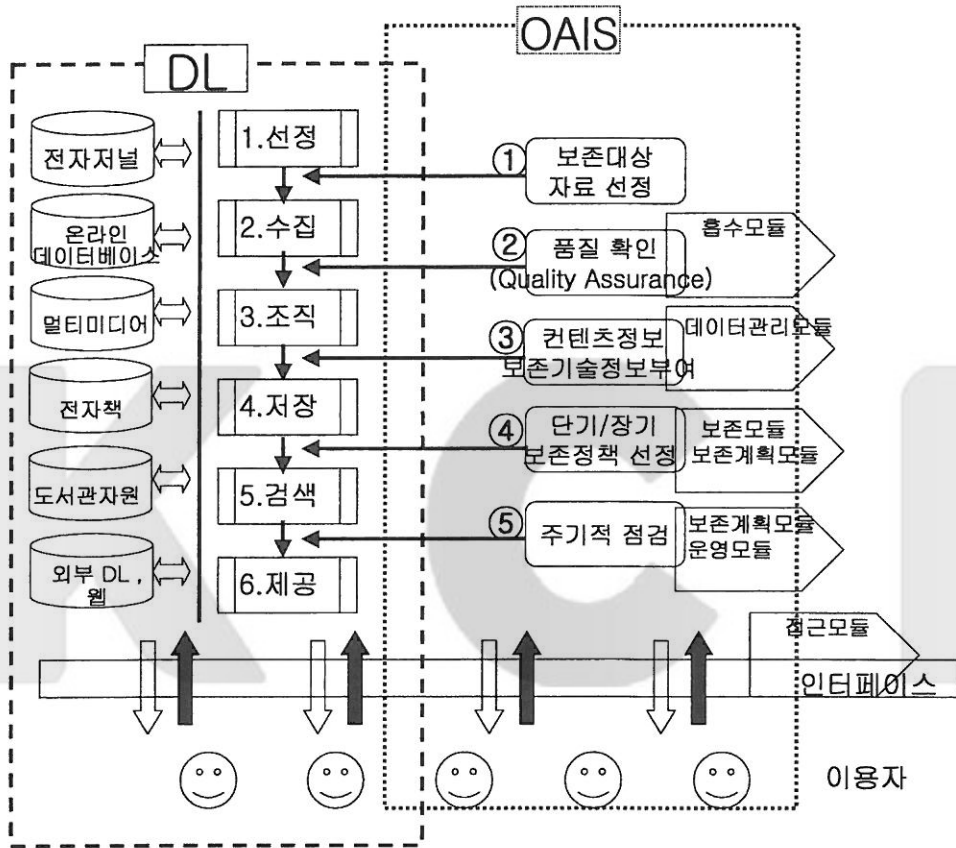 OAIS
DL
전자저널
온라인
데이터베이스
멀티미디어
전자책
도서관자원
외부 DL ,
웹
1.선정
2.수집
3.조직
4.저장
5.검색
6.제공
① 보존대상
자료 선정
② 품질 확인
(Quality Assurance)
흡수모듈
③ 컨텐츠정보
보존기술정보부여
데이터관리모듈
④ 단기/장기
보존정책 선정
보존모듈
보존계획모듈
⑤ 주기적 점검
보존계획모듈
운영모듈
접근모듈
인터페이스
이용자
K C I